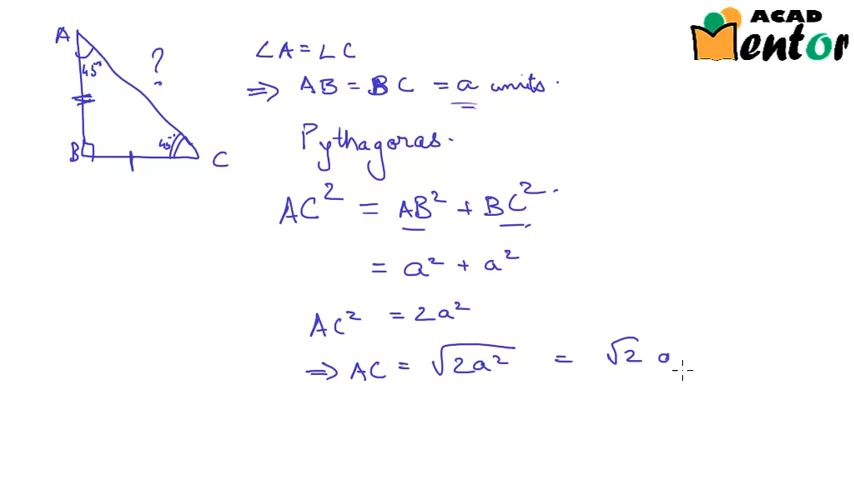 ACAD
Mentor
A
45°
?
B
45°
C
∠A = ∠C
⇒ AB = BC = a units.
Pythagoras.
AC² = AB² + BC².
= a² + a²
AC² = 2a²
⇒ AC = √2a² = √2 a